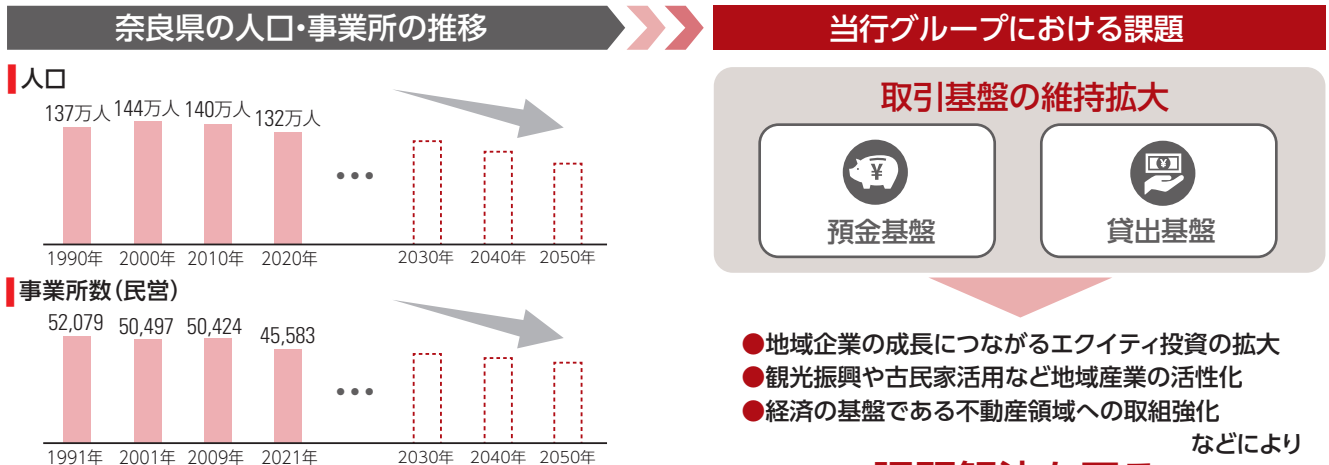 奈良県の人口・事業所の推移
人口
137万人 144万人 140万人 132万人
•••
1990年 2000年 2010年 2020年 2030年 2040年 2050年
事業所数(民営)
52,079 50,497 50,424 45,583
•••
1991年 2001年 2009年 2021年 2030年 2040年 2050年
当行グループにおける課題
取引基盤の維持拡大
¥
預金基盤
¥
貸出基盤
●地域企業の成長につながるエクイティ投資の拡大
●観光振興や古民家活用など地域産業の活性化
●経済の基盤である不動産領域への取組強化
などにより